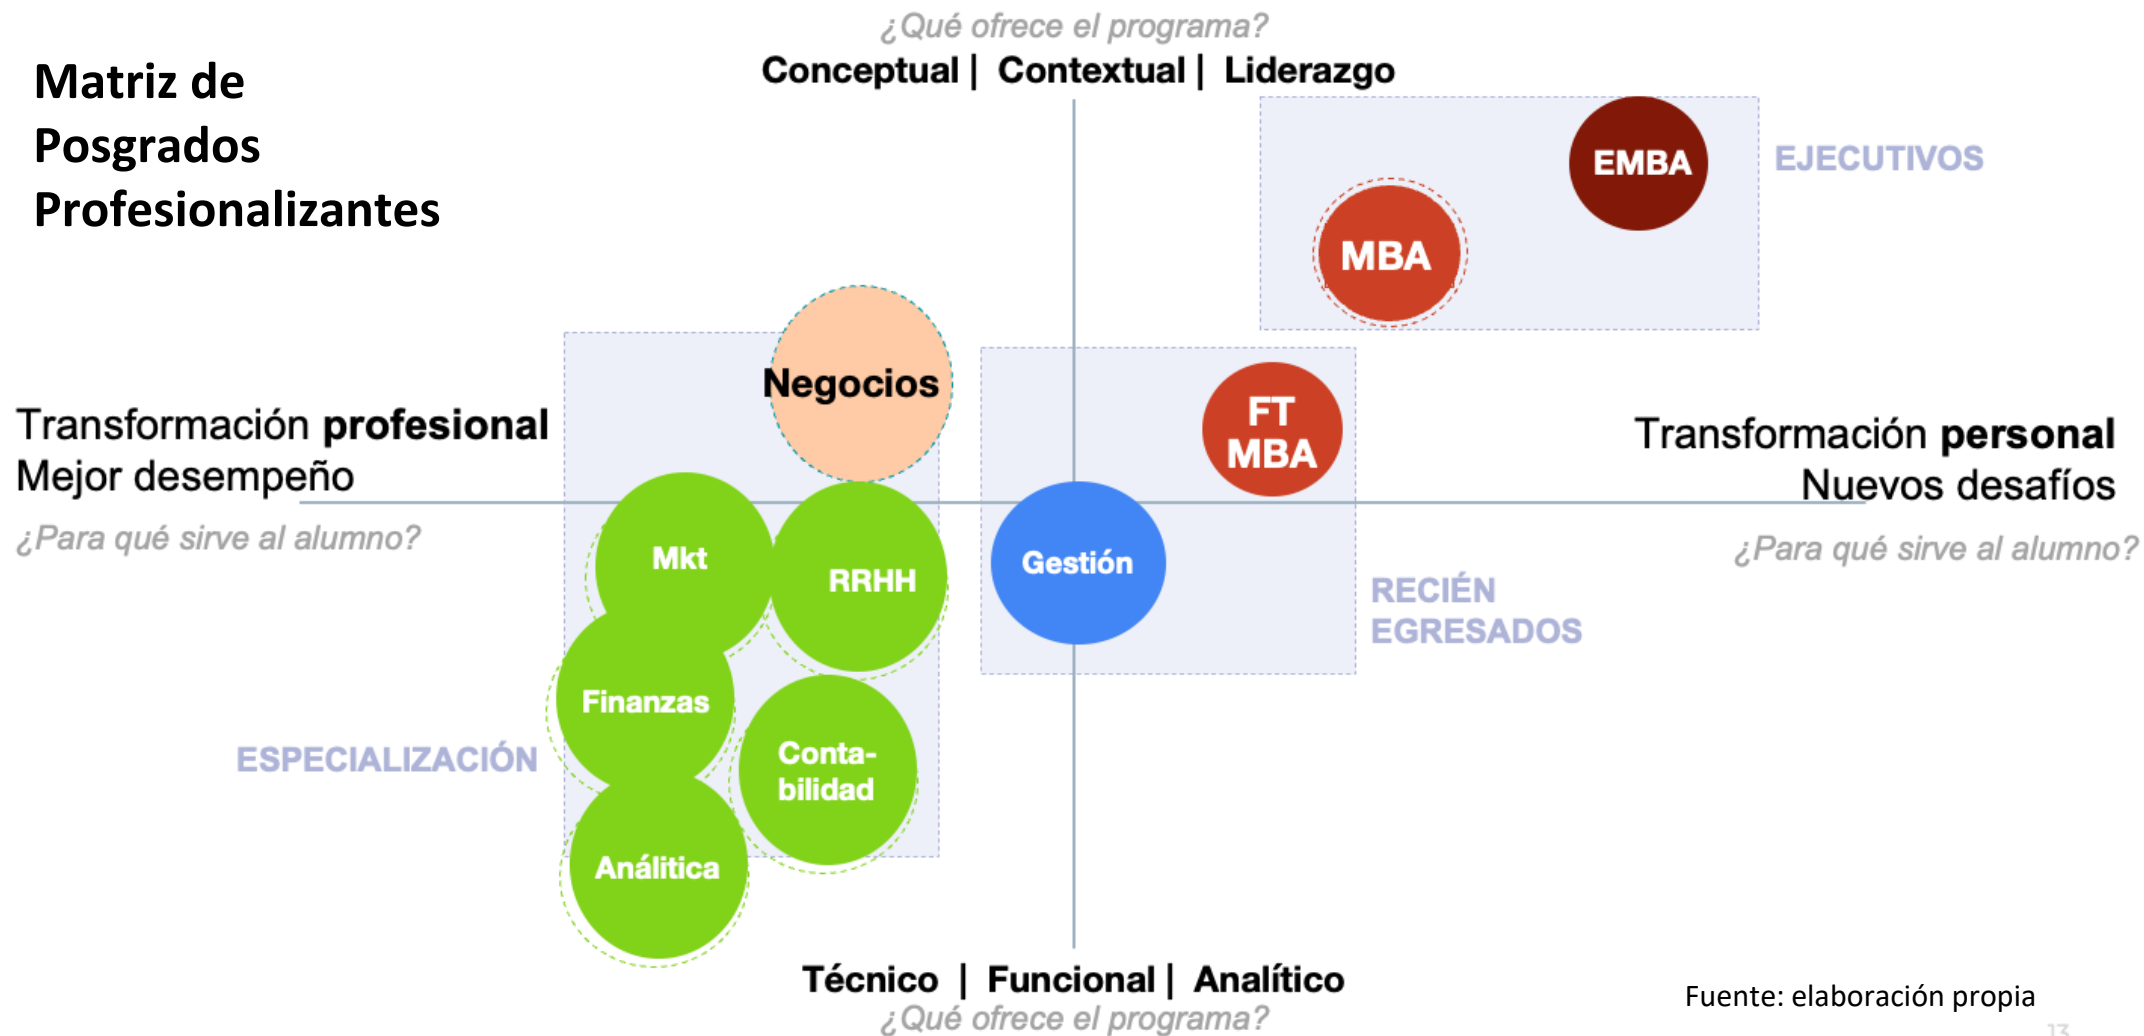 ¿Qué ofrece el programa?
Conceptual | Contextual | Liderazgo
Matriz de
Posgrados
Profesionalizantes
EMBA
EJECUTIVOS
MBA
Negocios
FT
MBA
Transformación profesional
Mejor desempeño
¿Para qué sirve al alumno?
Transformación personal
Nuevos desafíos
¿Para qué sirve al alumno?
Mkt
RRHH
Gestión
RECIÉN
EGRESADOS
Finanzas
ESPECIALIZACIÓN
Conta-
bilidad
Análitica
Técnico | Funcional | Analítico
¿Qué ofrece el programa?
Fuente: elaboración propia
13